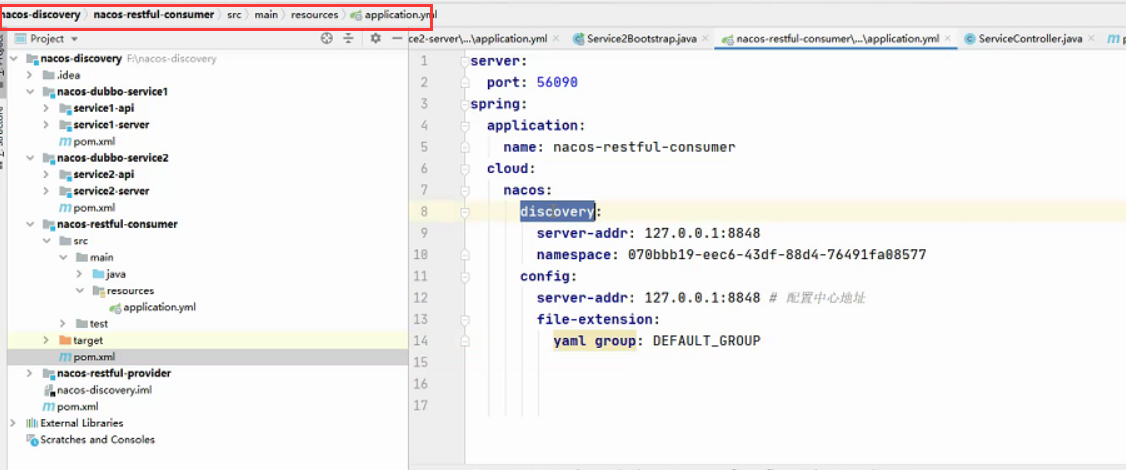 nacos-discovery nacos-restful-consumer src main resources application.yml
Project
nacos-discovery F:\nacos-discovery
.idea
nacos-dubbo-service1
service1-api
service1-server
pom.xml
nacos-dubbo-service2
service2-api
service2-server
pom.xml
nacos-restful-consumer
src
main
java
resources
application.yml
test
target
pom.xml
nacos-restful-provider
nacos-discovery.iml
pom.xml
External Libraries
Scratches and Consoles
ce2-server\...\application.yml Service2Bootstrap.java nacos-restful-consumer\...\application.yml ServiceController.java
1 server:
2 port: 56090
3 spring:
4 application:
5 name: nacos-restful-consumer
6 cloud:
7 nacos:
8 discovery:
9 server-addr: 127.0.0.1:8848
10 namespace: 070bbb19-eec6-43df-88d4-76491fa08577
11 config:
12 server-addr: 127.0.0.1:8848 # 配置中心地址
13 file-extension:
14 yaml group: DEFAULT_GROUP
15
16
17